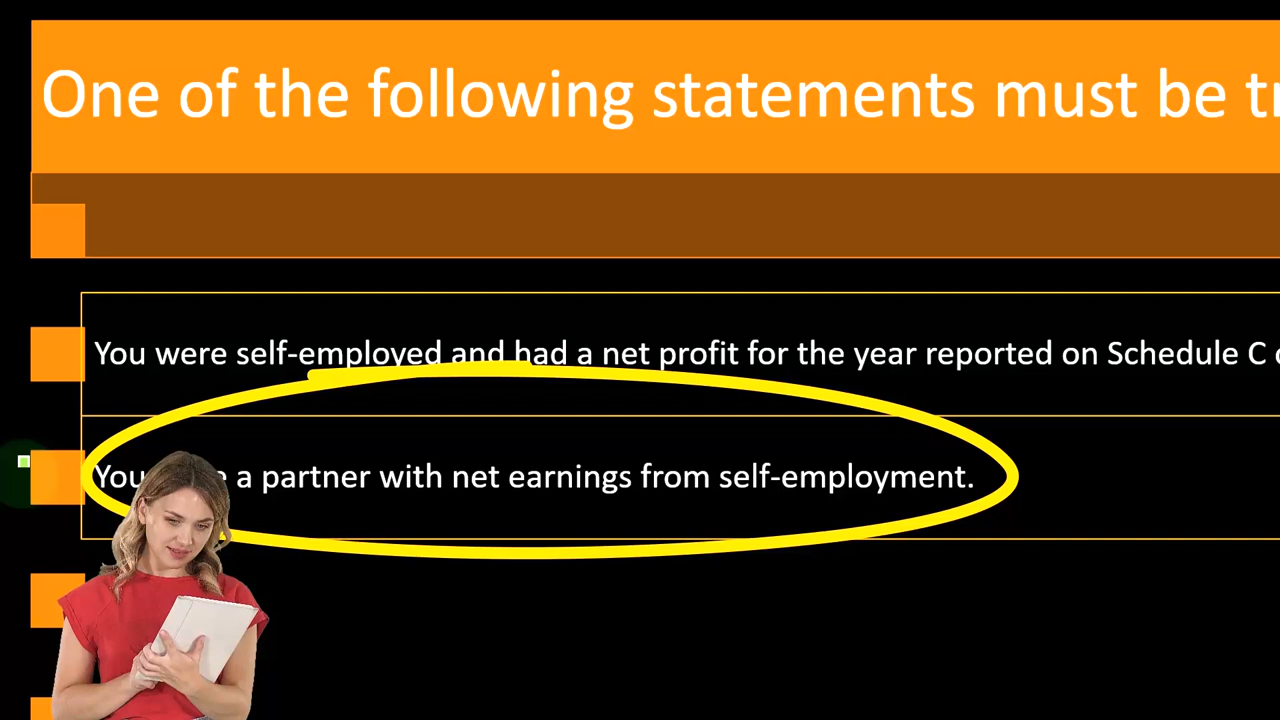 One of the following statements must be
You were self-employed and had a net profit for the year reported on Schedule C
You a partner with net earnings from self-employment.